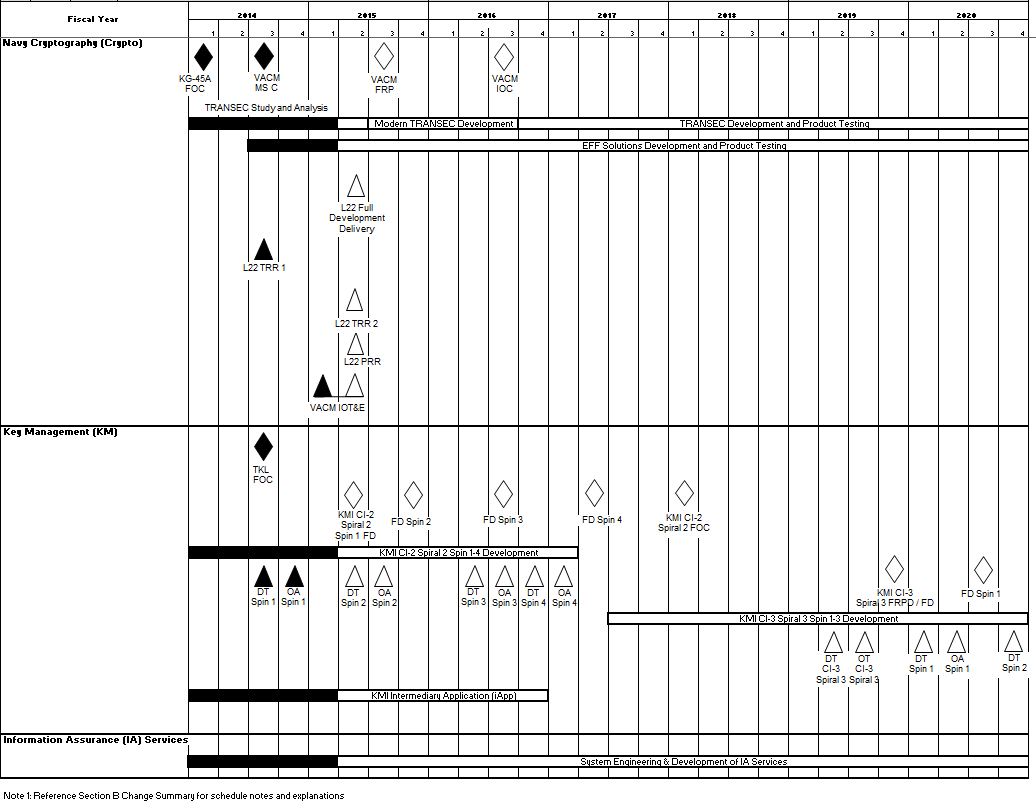 Fiscal Year
2014 2015 2016 2017 2018 2019 2020
1 2 3 4 1 2 3 4 1 2 3 4 1 2 3 4 1 2 3 4 1 2 3 4 1 2 3 4
Navy Cryptography (Crypto)
KG-45A
FOC
VACM
MS C
VACM
FRP
VACM
IOC
TRANSEC Study and Analysis
Modern TRANSEC Development
TRANSEC Development and Product Testing
EFF Solutions Development and Product Testing
L22 Full
Development
Delivery
L22 TRR 1
L22 TRR 2
L22 PRR
VACM IOT&E
Key Management (KM)
TKL
FOC
KMI CI-2
Spiral 2
Spin 1 FD
FD Spin 2
FD Spin 3
FD Spin 4
KMI CI-2
Spiral 2 FOC
KMI CI-2 Spiral 2 Spin 1-4 Development
DT
Spin 1
OA
Spin 1
DT
Spin 2
OA
Spin 2
DT
Spin 3
OA
Spin 3
DT
Spin 4
OA
Spin 4
KMI CI-3
Spiral 3 FRPD / FD
FD Spin 1
KMI CI-3 Spiral 3 Spin 1-3 Development
DT
CI-3
Spiral 3
OT
CI-3
Spiral 3
DT
Spin 1
OA
Spin 1
DT
Spin 2
KMI Intermediary Application (iApp)
Information Assurance (IA) Services
System Engineering & Development of IA Services
Note 1: Reference Section B Change Summary for schedule notes and explanations